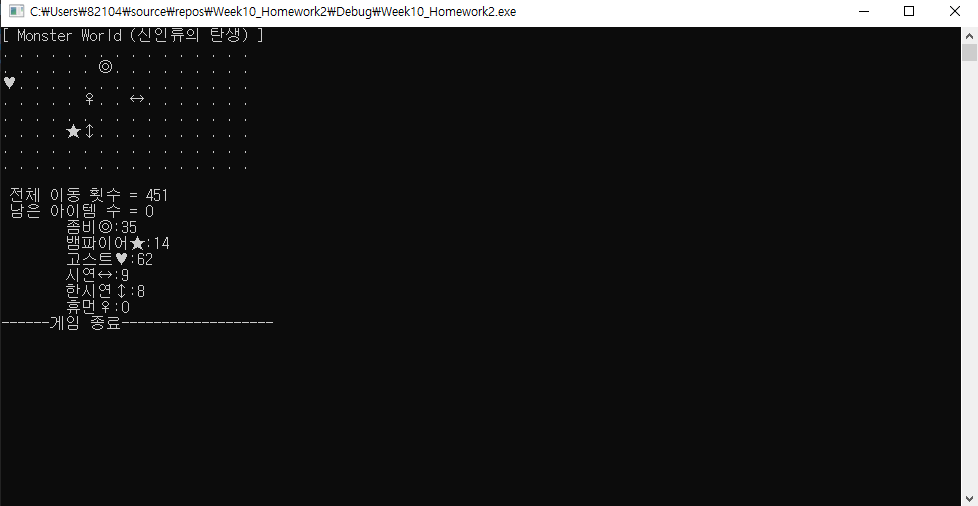 C:₩Users₩82104₩source₩repos₩Week10_Homework2₩Debug₩Week10_Homework2.exe
[ Monster World (신인류의 탄생) ]
. . . . . . . . . . . . . . . .
. . . . . . ◎. . . . . . . . .
♥. . . . . . . . . . . . . . .
. . . . . ♀. . ↔. . . . . . .
. . . . . . . . . . . . . . . .
. . . . ★↕. . . . . . . . . .
. . . . . . . . . . . . . . . .
. . . . . . . . . . . . . . . .
전체 이동 횟수 = 451
남은 아이템 수 = 0
좀비◎:35
뱀파이어★:14
고스트♥:62
시연↔:9
한시연↕:8
휴먼♀:0
------게임 종료-------------------